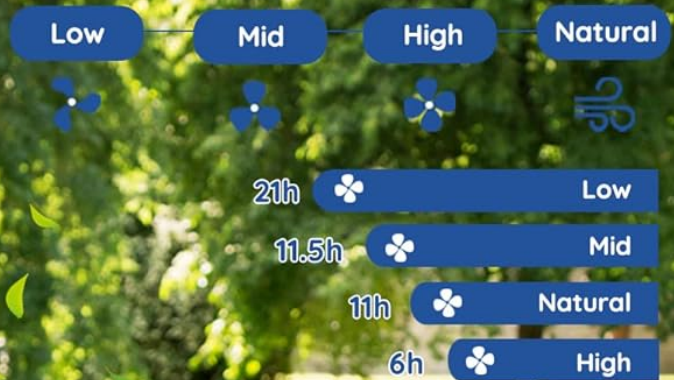 Low Mid High Natural
21h Low
11.5h Mid
11h Natural
6h High